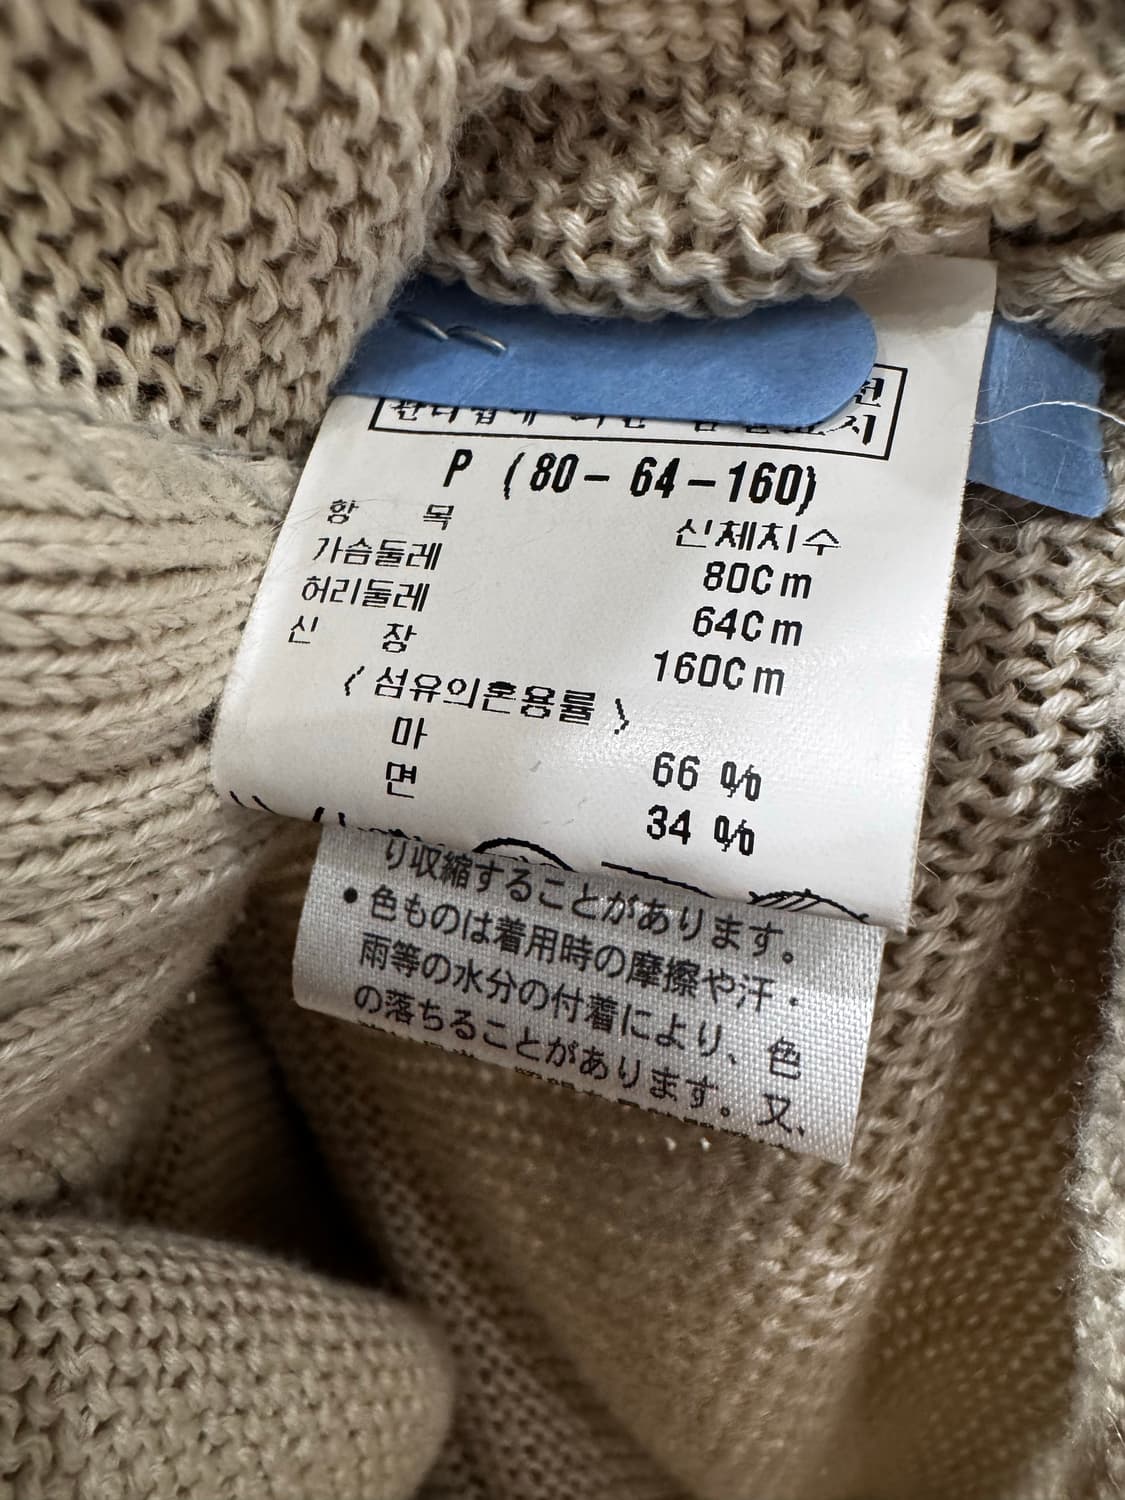 P (80-64-160)
항 목 신체치수
가슴둘레 80Cm
허리둘레 64Cm
신 장 160Cm
〈섬유의혼용률〉
마 66 %
면 34 %
り収縮することがあります。
•色ものは着用時の摩擦や汗・
雨等の水分の付着により、色
の落ちることがあります。又、